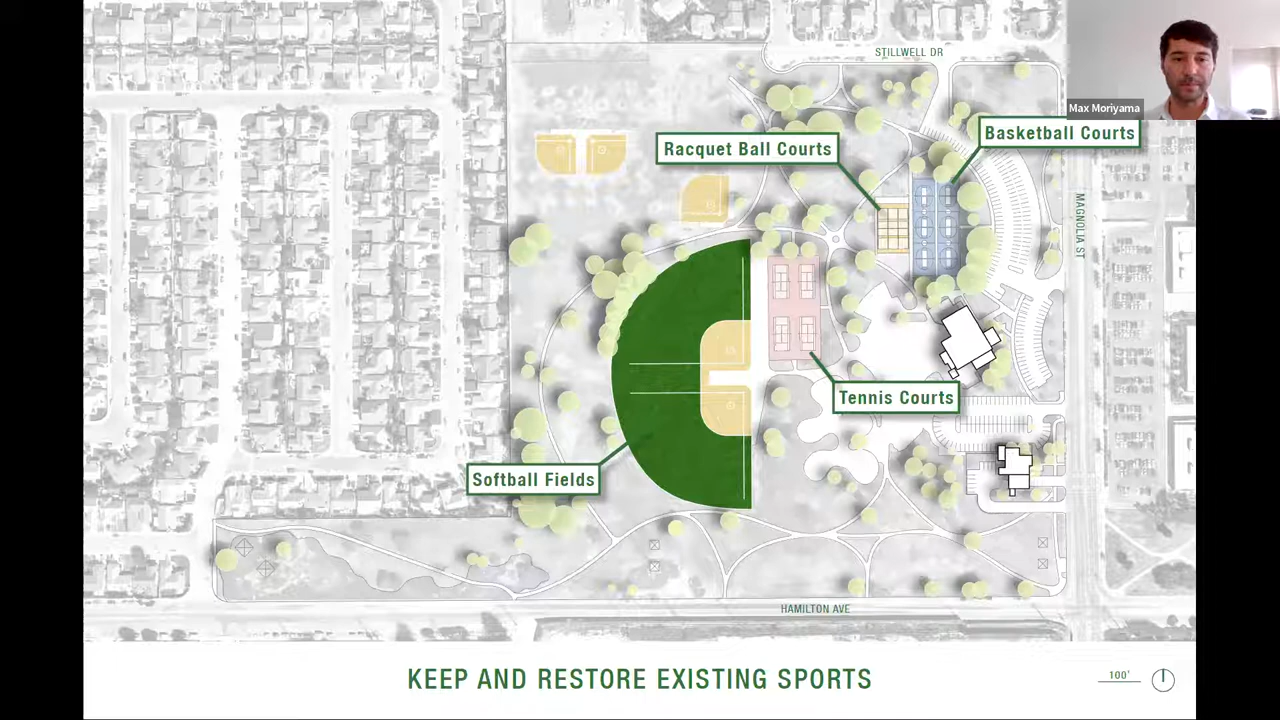 STILLWELL DR
Max Moriyama
Basketball Courts
Racquet Ball Courts
MAGNOLIA ST
Tennis Courts
Softball Fields
HAMILTON AVE
KEEP AND RESTORE EXISTING SPORTS
100'